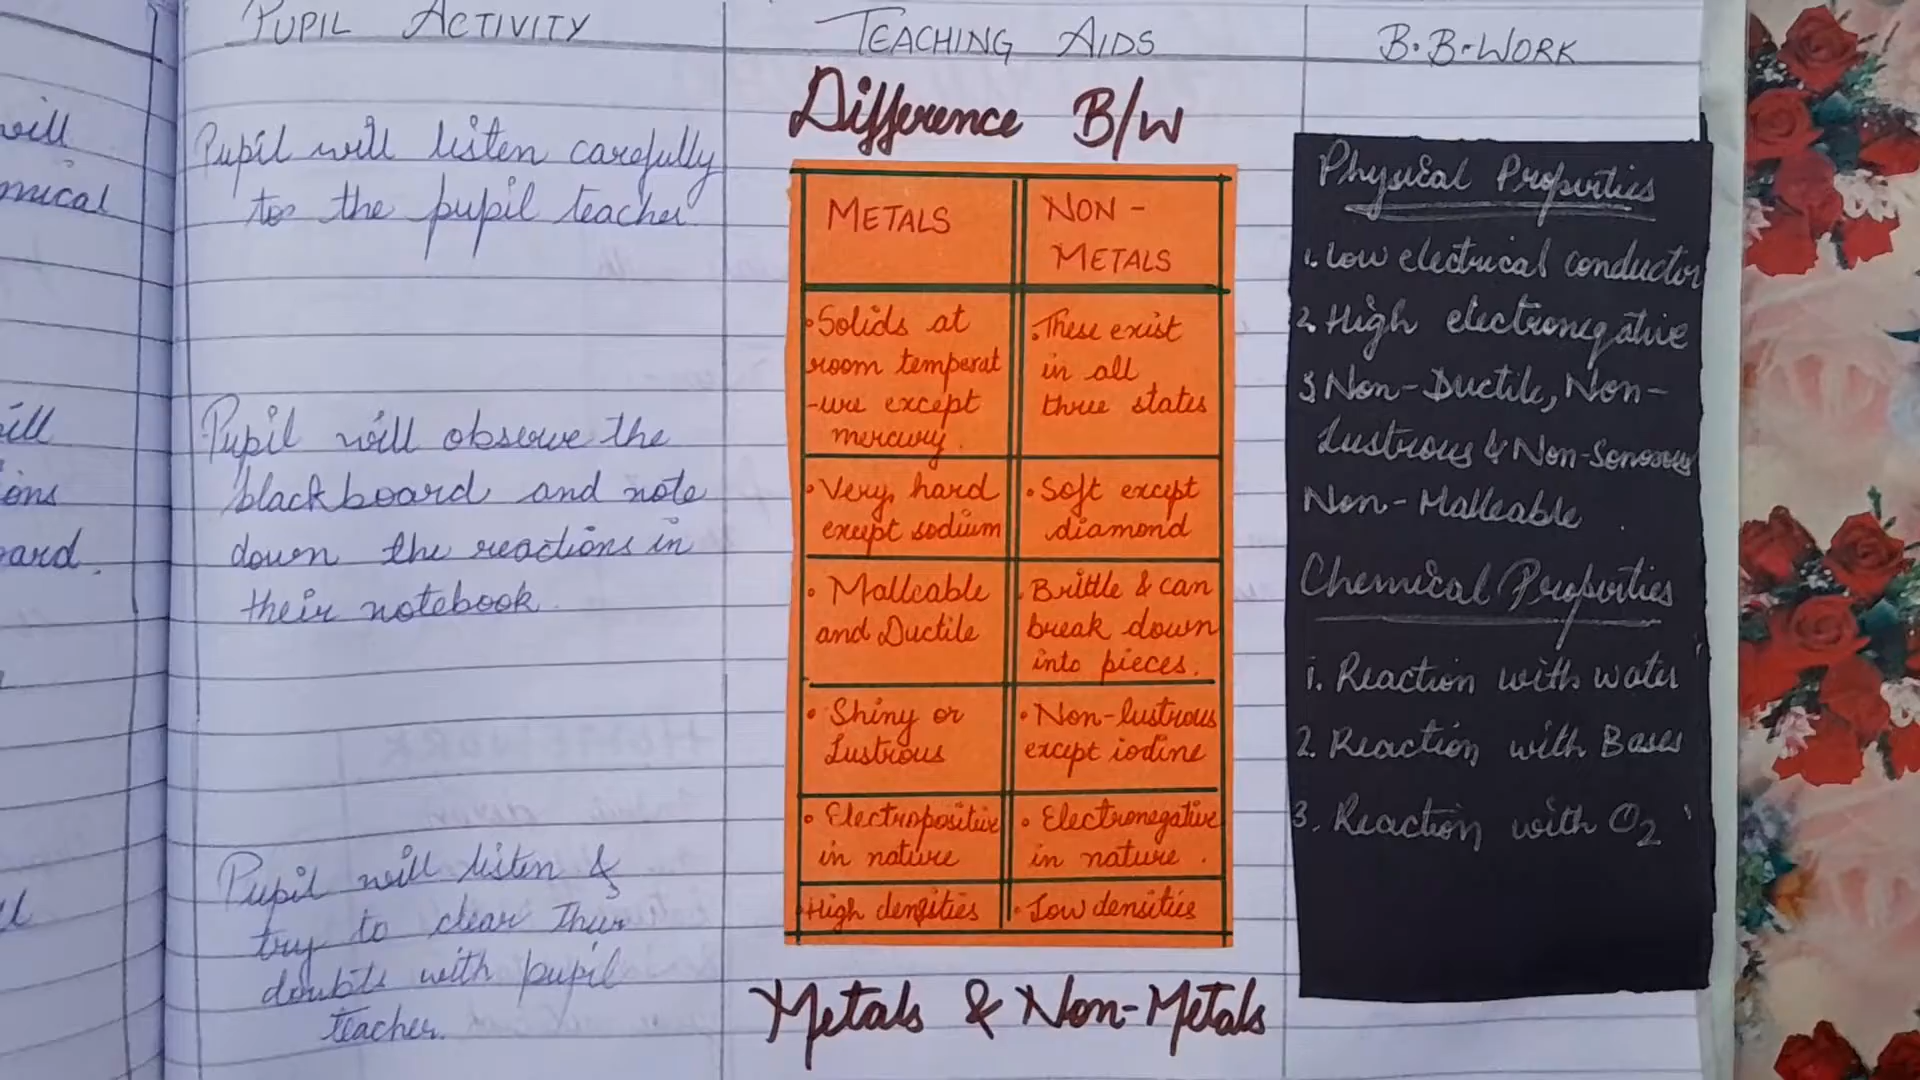 PUPIL ACTIVITY
TEACHING AIDS
B.B.WORK
will
mical
ill
ons
ard.
Pupil will listen carefully
to the pupil teacher
Pupil will observe the
blackboard and note
down the reactions in
their notebook.
Pupil will listen &
try to clear their
doubts with pupil
teacher.
Difference B/w
METALS
NON -
METALS
• Solids at
room temperat
-ure except
mercury.
• These exist
in all
three states
• Very hard
except sodium
• Soft except
diamond
• Malleable
and Ductile
• Brittle & can
break down
into pieces.
• Shiny or
Lustrous
• Non-lustrous
except iodine
• Electropositive
in nature
• Electronegative
in nature.
• High densities
• Low densities
Metals & Non-Metals
Physical Properties
1. Low electrical conductor
2. High electronegative
3. Non-Ductile, Non-
Lustrous & Non-Sonorous
Non-Malleable.
Chemical Properties
1. Reaction with water
2. Reaction with Bases
3. Reaction with O2